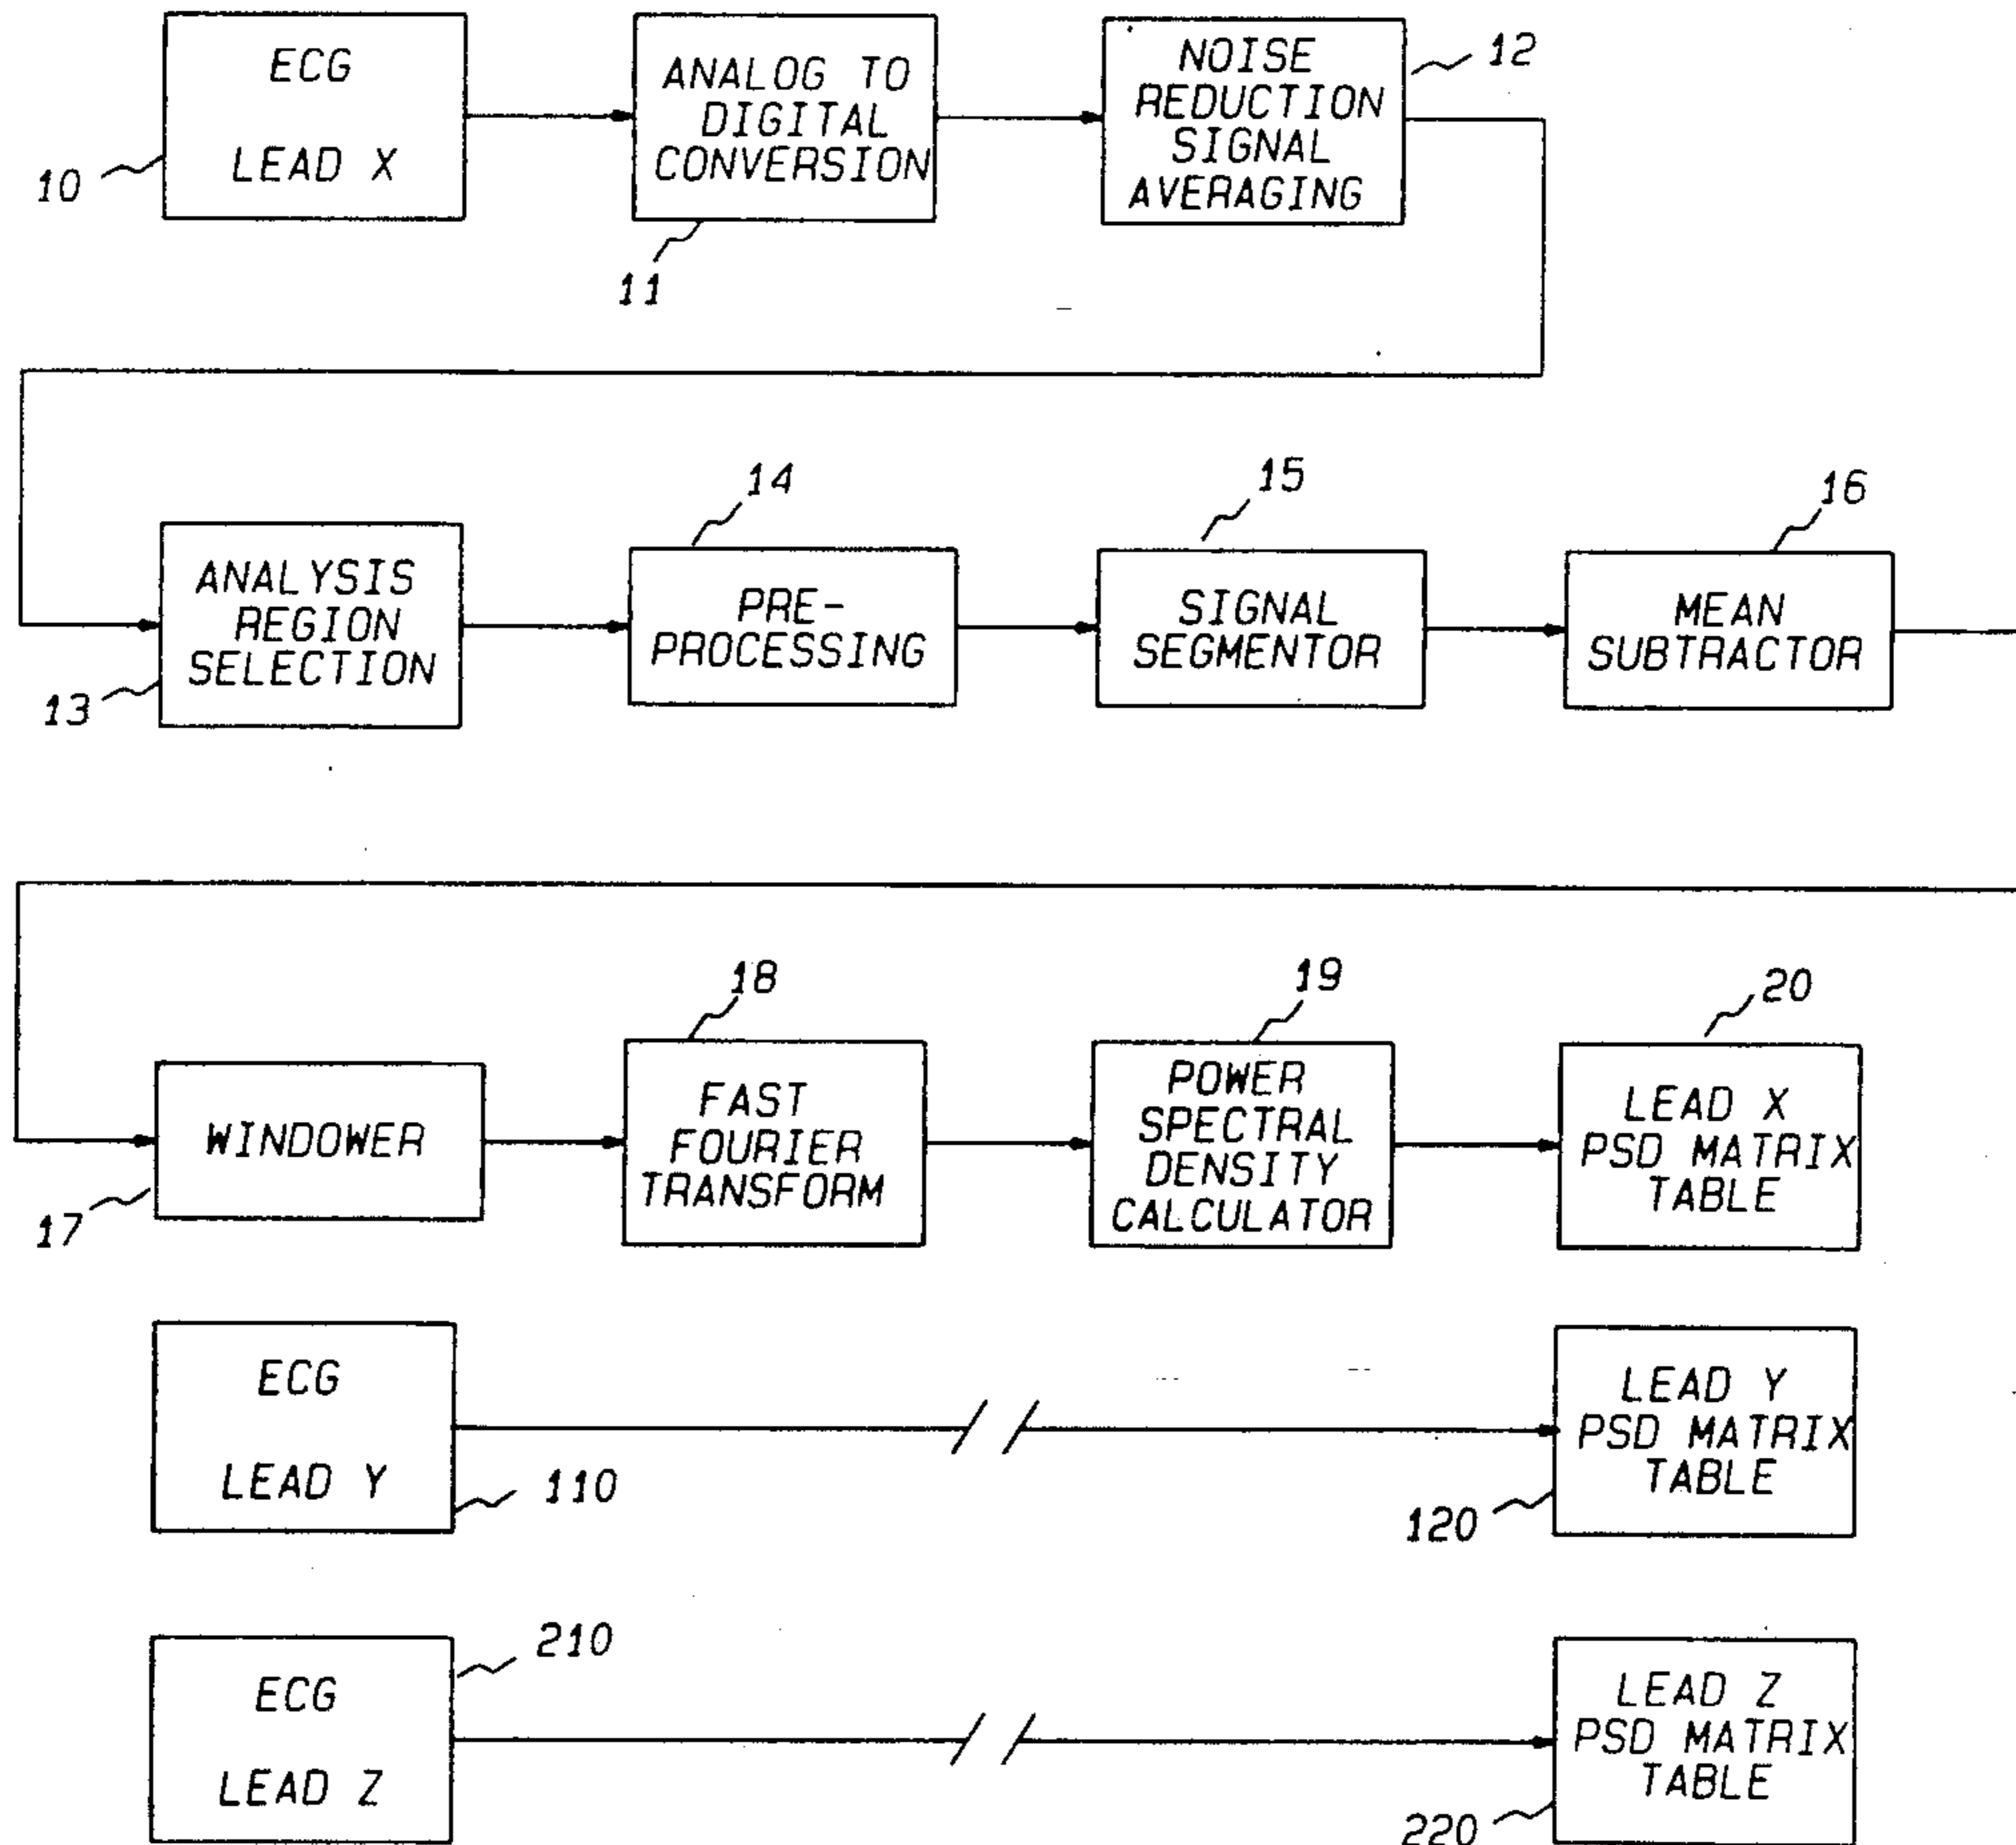 ECG
LEAD X
10
ANALOG TO
DIGITAL
CONVERSION
11
NOISE
REDUCTION
SIGNAL
AVERAGING
12
ANALYSIS
REGION
SELECTION
13
14
PRE-
PROCESSING
15
SIGNAL
SEGMENTOR
16
MEAN
SUBTRACTOR
WINDOWER
17
18
FAST
FOURIER
TRANSFORM
19
POWER
SPECTRAL
DENSITY
CALCULATOR
20
LEAD X
PSD MATRIX
TABLE
ECG
LEAD Y
110
LEAD Y
PSD MATRIX
TABLE
120
ECG
LEAD Z
210
LEAD Z
PSD MATRIX
TABLE
220